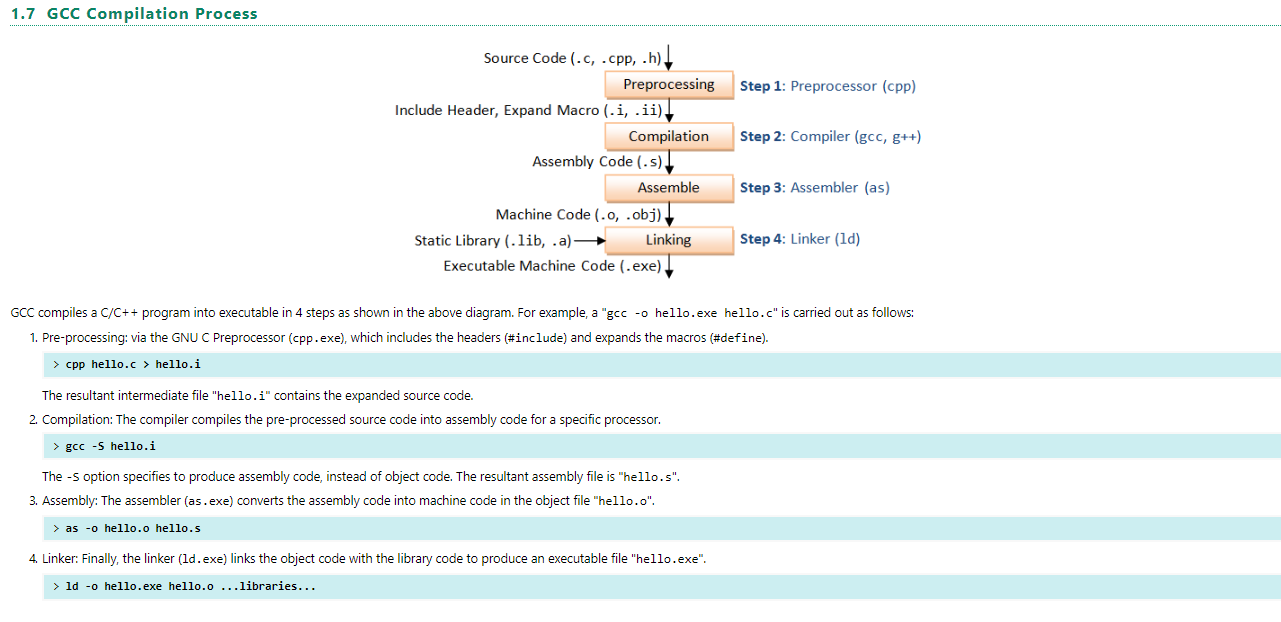 1.7 GCC Compilation Process
Source Code (.c, .cpp, .h)
Preprocessing
Step 1: Preprocessor (cpp)
Include Header, Expand Macro (.i, .ii)
Compilation
Step 2: Compiler (gcc, g++)
Assembly Code (.s)
Assemble
Step 3: Assembler (as)
Machine Code (.o, .obj)
Static Library (.lib, .a)
Linking
Step 4: Linker (ld)
Executable Machine Code (.exe)
GCC compiles a C/C++ program into executable in 4 steps as shown in the above diagram. For example, a "gcc -o hello.exe hello.c" is carried out as follows:
1. Pre-processing: via the GNU C Preprocessor (cpp.exe), which includes the headers (#include) and expands the macros (#define).
> cpp hello.c > hello.i
The resultant intermediate file "hello.i" contains the expanded source code.
2. Compilation: The compiler compiles the pre-processed source code into assembly code for a specific processor.
> gcc -S hello.i
The -S option specifies to produce assembly code, instead of object code. The resultant assembly file is "hello.s".
3. Assembly: The assembler (as.exe) converts the assembly code into machine code in the object file "hello.o".
> as -o hello.o hello.s
4. Linker: Finally, the linker (ld.exe) links the object code with the library code to produce an executable file "hello.exe".
> ld -o hello.exe hello.o ...libraries...